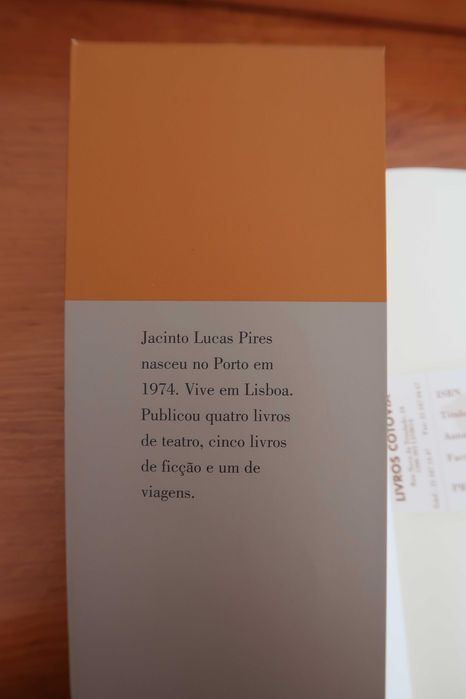 Jacinto Lucas Pires
nasceu no Porto em
1974. Vive em Lisboa.
Publicou quatro livros
de teatro, cinco livros
de ficção e um de
viagens.
LIVROS COTOVIA
ISBN